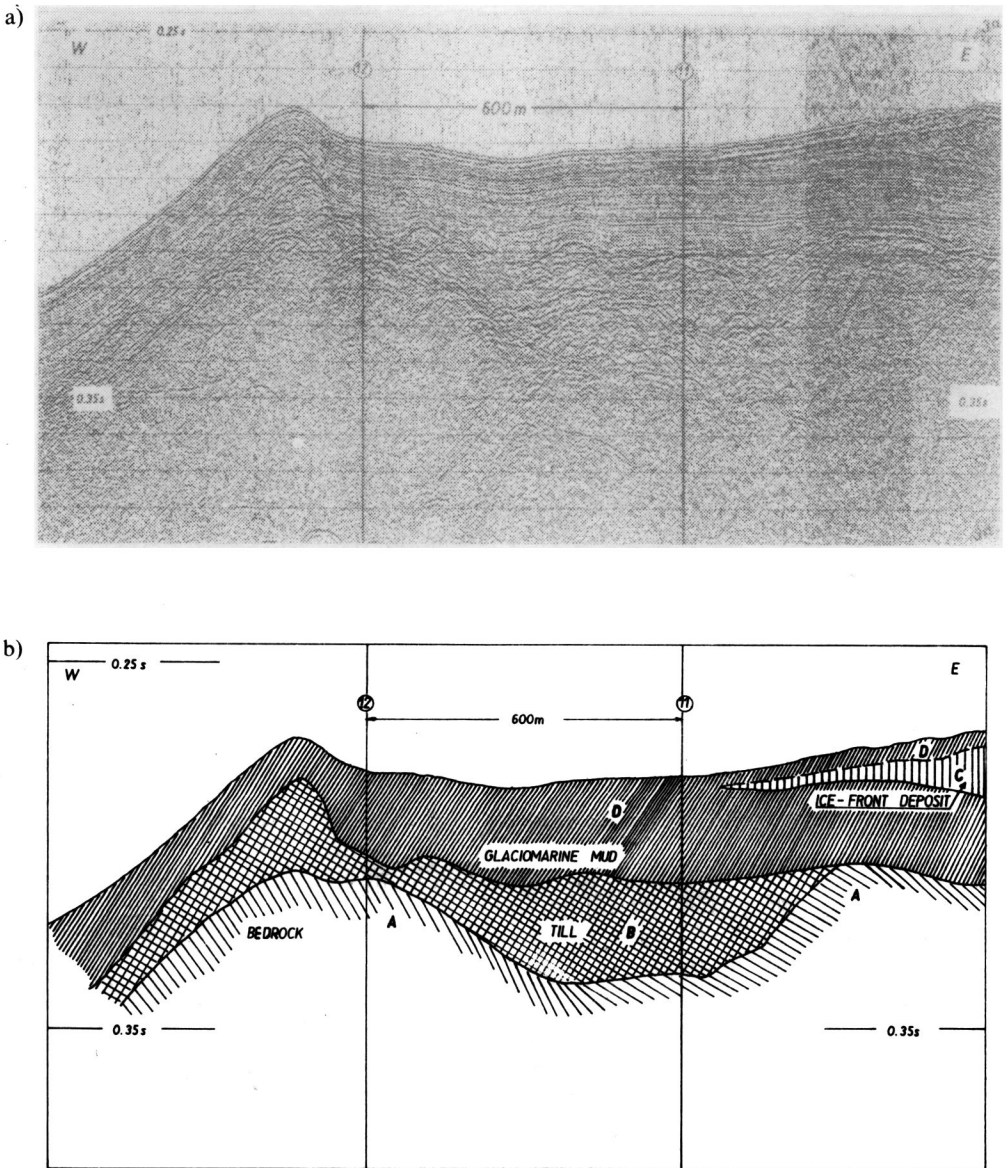 a)
0.25 s
W
E
12
11
600 m
0.35s
0.35s
b)
0.25 s
W
E
12
11
600m
D
C
ICE-FRONT DEPOSIT
D
GLACIOMARINE MUD
A
A
BEDROCK
TILL
B
0.35s
0.35s